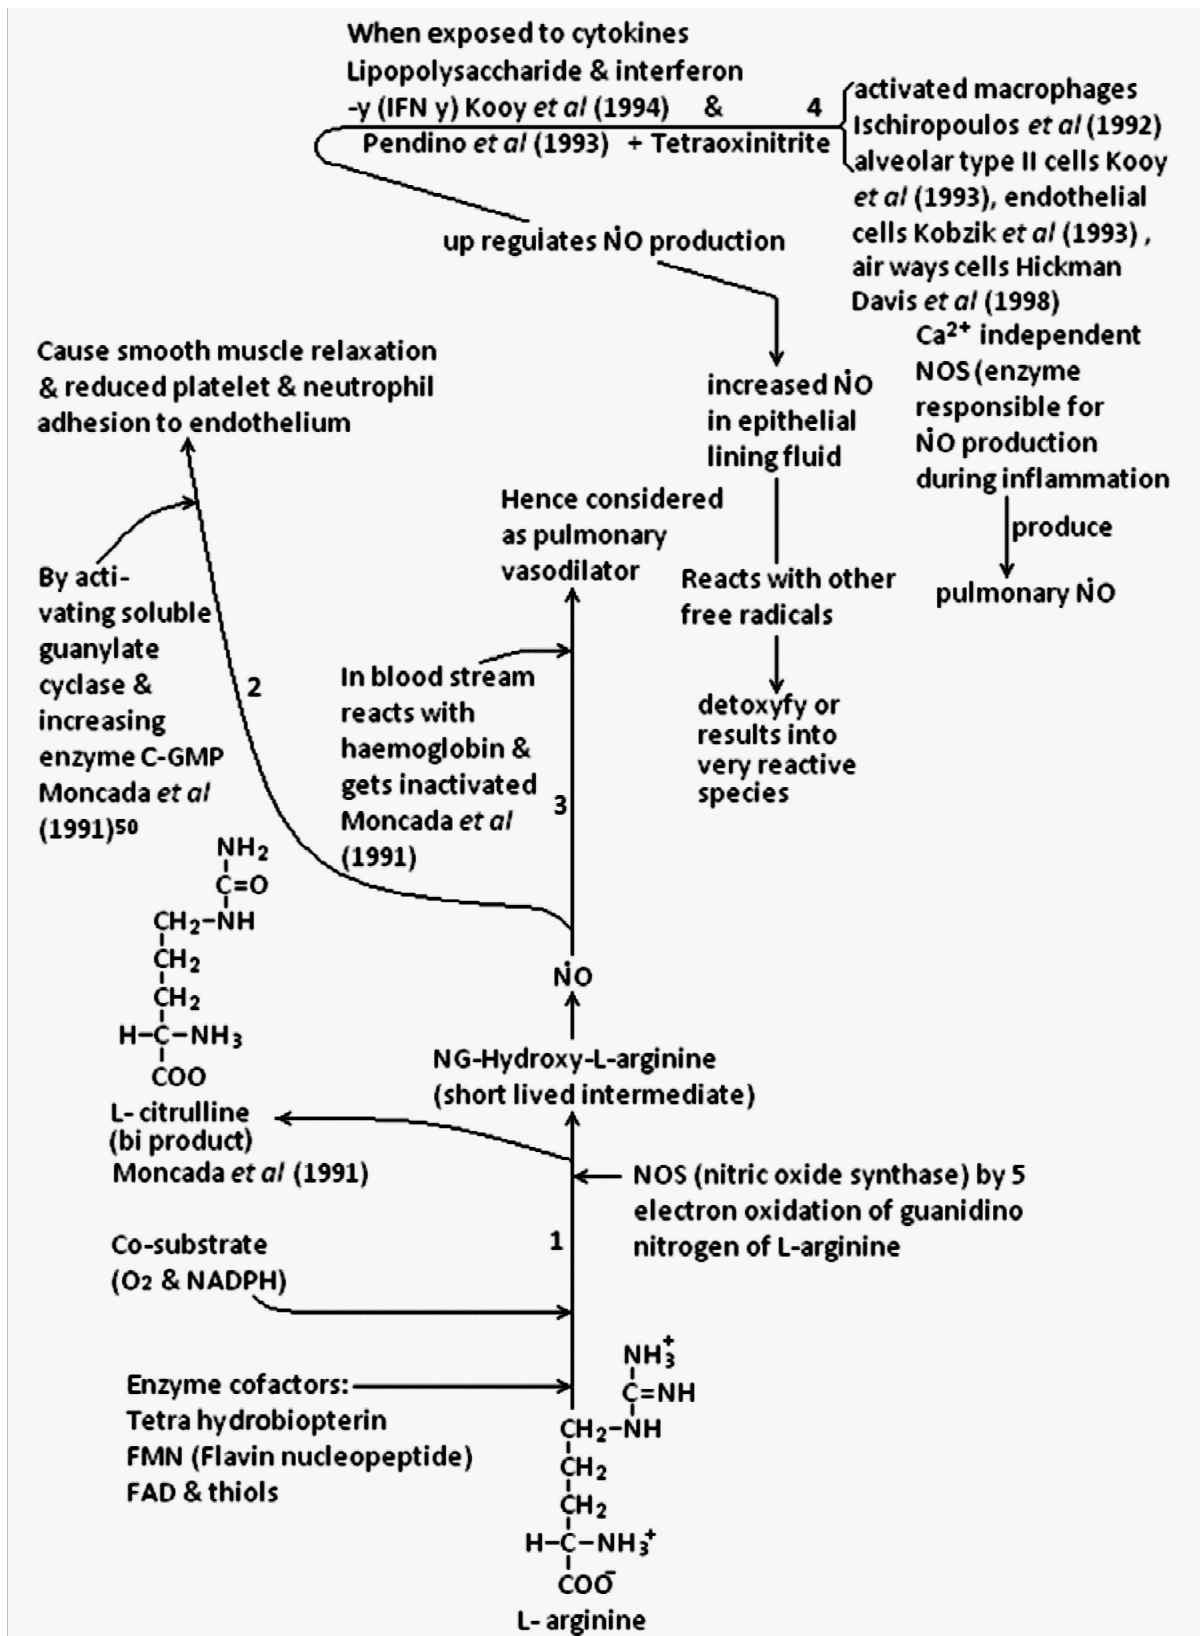 When exposed to cytokines
Lipopolysaccharide & interferon
-y (IFN y) Kooy et al (1994) & 4
Pendino et al (1993) + Tetraoxinitrite
activated macrophages
Ischiropoulos et al (1992)
alveolar type II cells Kooy
et al (1993), endothelial
cells Kobzik et al (1993) ,
air ways cells Hickman
Davis et al (1998)
up regulates ṄO production
Ca²⁺ independent
NOS (enzyme
responsible for
ṄO production
during inflammation
produce
pulmonary ṄO
increased ṄO
in epithelial
lining fluid
Reacts with other
free radicals
detoxyfy or
results into
very reactive
species
Cause smooth muscle relaxation
& reduced platelet & neutrophil
adhesion to endothelium
Hence considered
as pulmonary
vasodilator
By acti-
vating soluble
guanylate
cyclase &
increasing
enzyme C-GMP
Moncada et al
(1991)50
2
In blood stream
reacts with
haemoglobin &
gets inactivated
Moncada et al
(1991)
3
NH₂
C=O
CH₂-NH
CH₂
CH₂
H-C-NH₃
COO
L- citrulline
(bi product)
Moncada et al (1991)
ṄO
NG-Hydroxy-L-arginine
(short lived intermediate)
NOS (nitric oxide synthase) by 5
electron oxidation of guanidino
nitrogen of L-arginine
1
Co-substrate
(O₂ & NADPH)
Enzyme cofactors:
Tetra hydrobiopterin
FMN (Flavin nucleopeptide)
FAD & thiols
NH₃⁺
C=NH
CH₂-NH
CH₂
CH₂
H-C-NH₃⁺
COO⁻
L- arginine